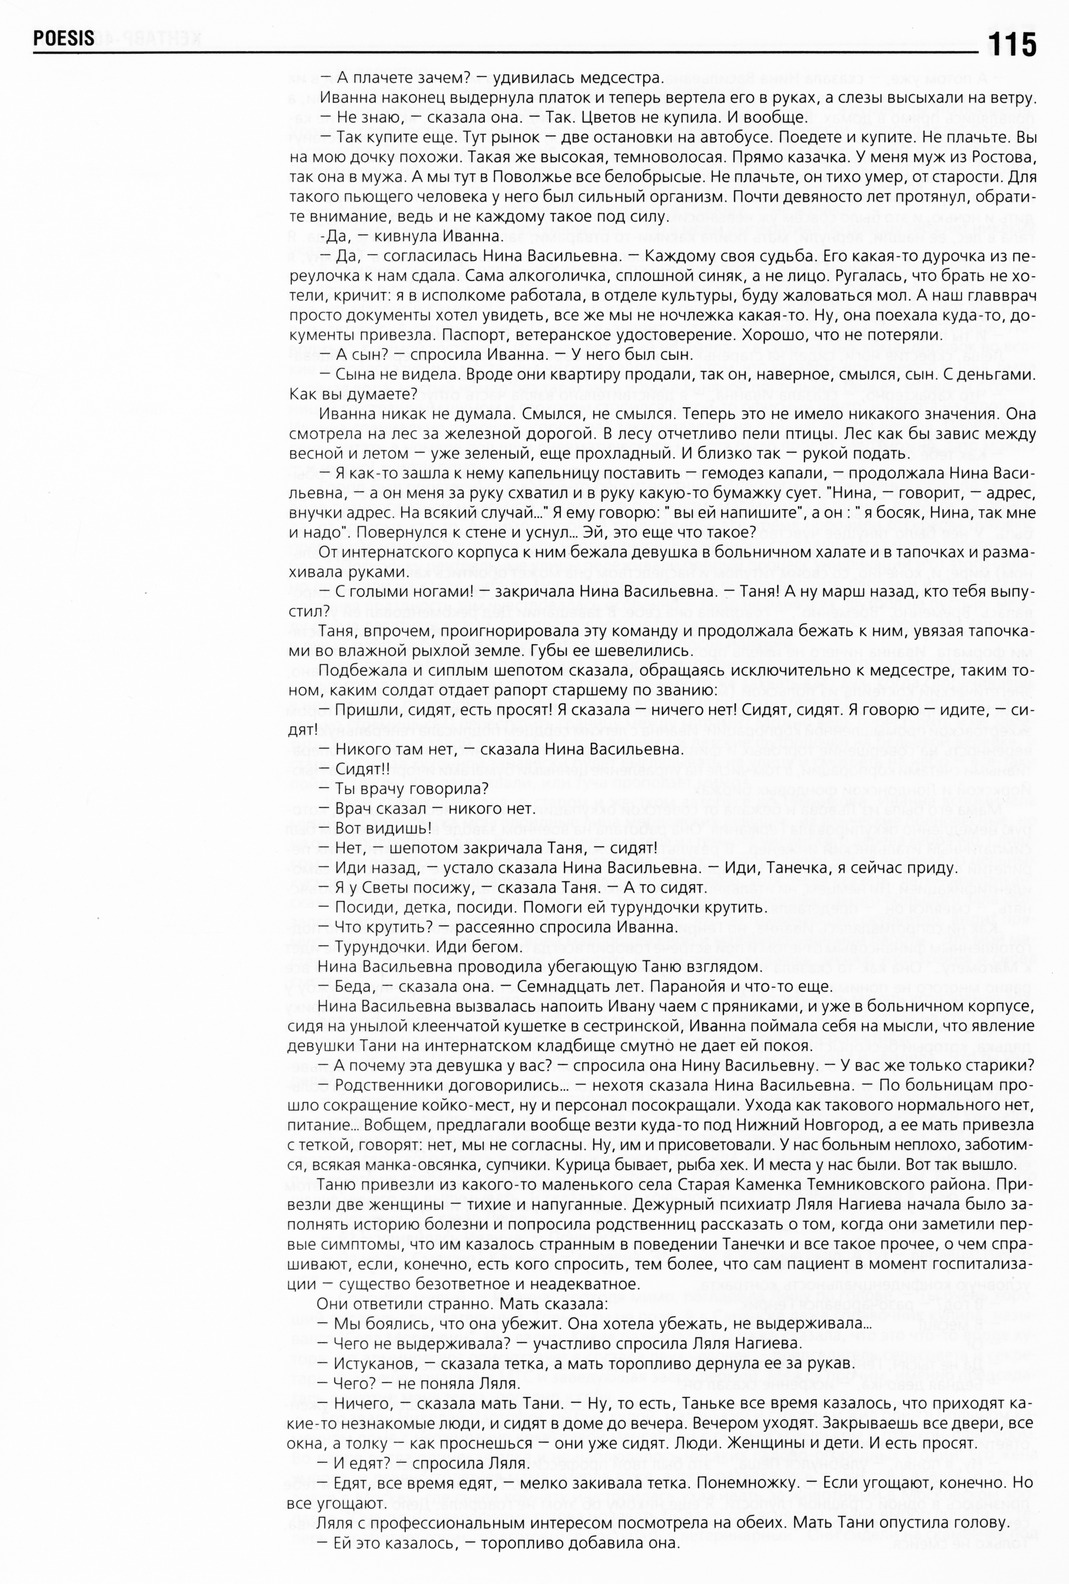 POESIS
115
— А плачете зачем? — удивилась медсестра.
Иванна наконец выдернула платок и теперь вертела его в руках, а слезы высыхали на ветру.
— Не знаю, — сказала она. — Так. Цветов не купила. И вообще.
— Так купите еще. Тут рынок — две остановки на автобусе. Поедете и купите. Не плачьте. Вы
на мою дочку похожи. Такая же высокая, темноволосая. Прямо казачка. У меня муж из Ростова,
так она в мужа. А мы тут в Поволжье все белобрысые. Не плачьте, он тихо умер, от старости. Для
такого пьющего человека у него был сильный организм. Почти девяносто лет протянул, обрати-
те внимание, ведь и не каждому такое под силу.
-Да, — кивнула Иванна.
— Да, — согласилась Нина Васильевна. — Каждому своя судьба. Его какая-то дурочка из пе-
реулочка к нам сдала. Сама алкоголичка, сплошной синяк, а не лицо. Ругалась, что брать не хо-
тели, кричит: я в исполкоме работала, в отделе культуры, буду жаловаться мол. А наш главврач
просто документы хотел увидеть, все же мы не ночлежка какая-то. Ну, она поехала куда-то, до-
кументы привезла. Паспорт, ветеранское удостоверение. Хорошо, что не потеряли.
— А сын? — спросила Иванна. — У него был сын.
— Сына не видела. Вроде они квартиру продали, так он, наверное, смылся, сын. С деньгами.
Как вы думаете?
Иванна никак не думала. Смылся, не смылся. Теперь это не имело никакого значения. Она
смотрела на лес за железной дорогой. В лесу отчетливо пели птицы. Лес как бы завис между
весной и летом — уже зеленый, еще прохладный. И близко так — рукой подать.
— Я как-то зашла к нему капельницу поставить — гемодез капали, — продолжала Нина Васи-
льевна, — а он меня за руку схватил и в руку какую-то бумажку сует. "Нина, — говорит, — адрес,
внучки адрес. На всякий случай..." Я ему говорю: " вы ей напишите", а он : " я босяк, Нина, так мне
и надо". Повернулся к стене и уснул... Эй, это еще что такое?
От интернатского корпуса к ним бежала девушка в больничном халате и в тапочках и разма-
хивала руками.
— С голыми ногами! — закричала Нина Васильевна. — Таня! А ну марш назад, кто тебя выпу-
стил?
Таня, впрочем, проигнорировала эту команду и продолжала бежать к ним, увязая тапочка-
ми во влажной рыхлой земле. Губы ее шевелились.
Подбежала и сиплым шепотом сказала, обращаясь исключительно к медсестре, таким то-
ном, каким солдат отдает рапорт старшему по званию:
— Пришли, сидят, есть просят! Я сказала — ничего нет! Сидят, сидят. Я говорю — идите, — си-
дят!
— Никого там нет, — сказала Нина Васильевна.
— Сидят!!
— Ты врачу говорила?
— Врач сказал — никого нет.
— Вот видишь!
— Нет, — шепотом закричала Таня, — сидят!
— Иди назад, — устало сказала Нина Васильевна. — Иди, Танечка, я сейчас приду.
— Я у Светы посижу, — сказала Таня. — А то сидят.
— Посиди, детка, посиди. Помоги ей турундочки крутить.
— Что крутить? — рассеянно спросила Иванна.
— Турундочки. Иди бегом.
Нина Васильевна проводила убегающую Таню взглядом.
— Беда, — сказала она. — Семнадцать лет. Паранойя и что-то еще.
Нина Васильевна вызвалась напоить Ивану чаем с пряниками, и уже в больничном корпусе,
сидя на унылой клеенчатой кушетке в сестринской, Иванна поймала себя на мысли, что явление
девушки Тани на интернатском кладбище смутно не дает ей покоя.
— А почему эта девушка у вас? — спросила она Нину Васильевну. — У вас же только старики?
— Родственники договорились... — нехотя сказала Нина Васильевна. — По больницам про-
шло сокращение койко-мест, ну и персонал посокращали. Ухода как такового нормального нет,
питание... Вобщем, предлагали вообще везти куда-то под Нижний Новгород, а ее мать привезла
с теткой, говорят: нет, мы не согласны. Ну, им и присоветовали. У нас больным неплохо, заботим-
ся, всякая манка-овсянка, супчики. Курица бывает, рыба хек. И места у нас были. Вот так вышло.
Таню привезли из какого-то маленького села Старая Каменка Темниковского района. При-
везли две женщины — тихие и напуганные. Дежурный психиатр Ляля Нагиева начала было за-
полнять историю болезни и попросила родственниц рассказать о том, когда они заметили пер-
вые симптомы, что им казалось странным в поведении Танечки и все такое прочее, о чем спра-
шивают, если, конечно, есть кого спросить, тем более, что сам пациент в момент госпитализа-
ции — существо безответное и неадекватное.
Они ответили странно. Мать сказала:
— Мы боялись, что она убежит. Она хотела убежать, не выдерживала...
— Чего не выдерживала? — участливо спросила Ляля Нагиева.
— Истуканов, — сказала тетка, а мать торопливо дернула ее за рукав.
— Чего? — не поняла Ляля.
— Ничего, — сказала мать Тани. — Ну, то есть, Таньке все время казалось, что приходят ка-
кие-то незнакомые люди, и сидят в доме до вечера. Вечером уходят. Закрываешь все двери, все
окна, а толку — как проснешься — они уже сидят. Люди. Женщины и дети. И есть просят.
— И едят? — спросила Ляля.
— Едят, все время едят, — мелко закивала тетка. Понемножку. — Если угощают, конечно. Но
все угощают.
Ляля с профессиональным интересом посмотрела на обеих. Мать Тани опустила голову.
— Ей это казалось, — торопливо добавила она.